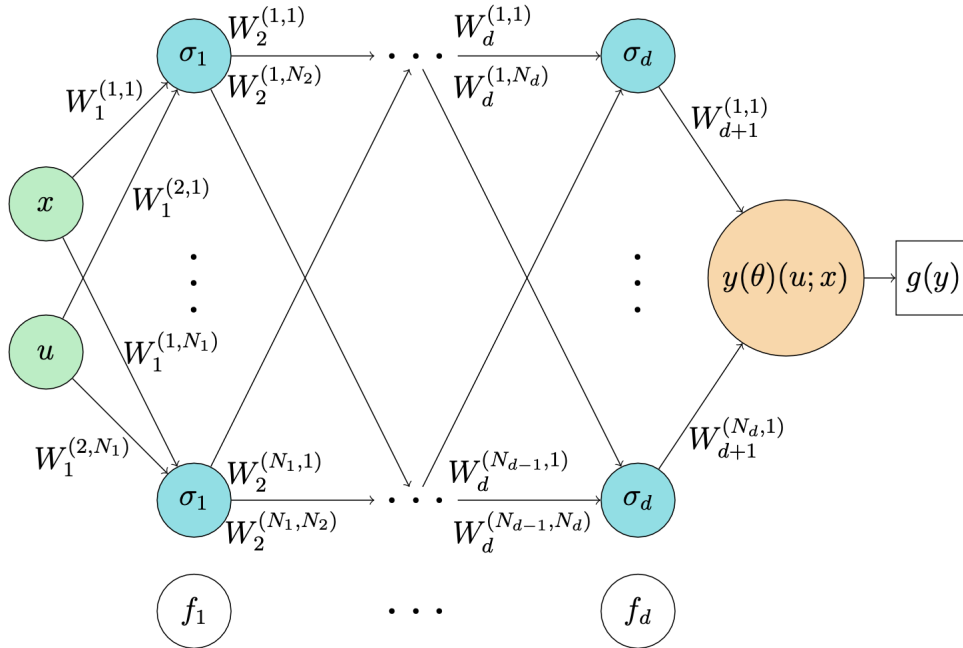 W_2^{(1,1)} W_d^{(1,1)}
σ_1 · · · σ_d
W_2^{(1,N_2)} W_d^{(1,N_d)}
W_1^{(1,1)} W_{d+1}^{(1,1)}
x W_1^{(2,1)}
y(θ)(u; x) g(y)
u W_1^{(1,N_1)}
W_1^{(2,N_1)} W_{d+1}^{(N_d,1)}
W_2^{(N_1,1)} W_d^{(N_{d-1},1)}
σ_1 · · · σ_d
W_2^{(N_1,N_2)} W_d^{(N_{d-1},N_d)}
f_1 · · · f_d